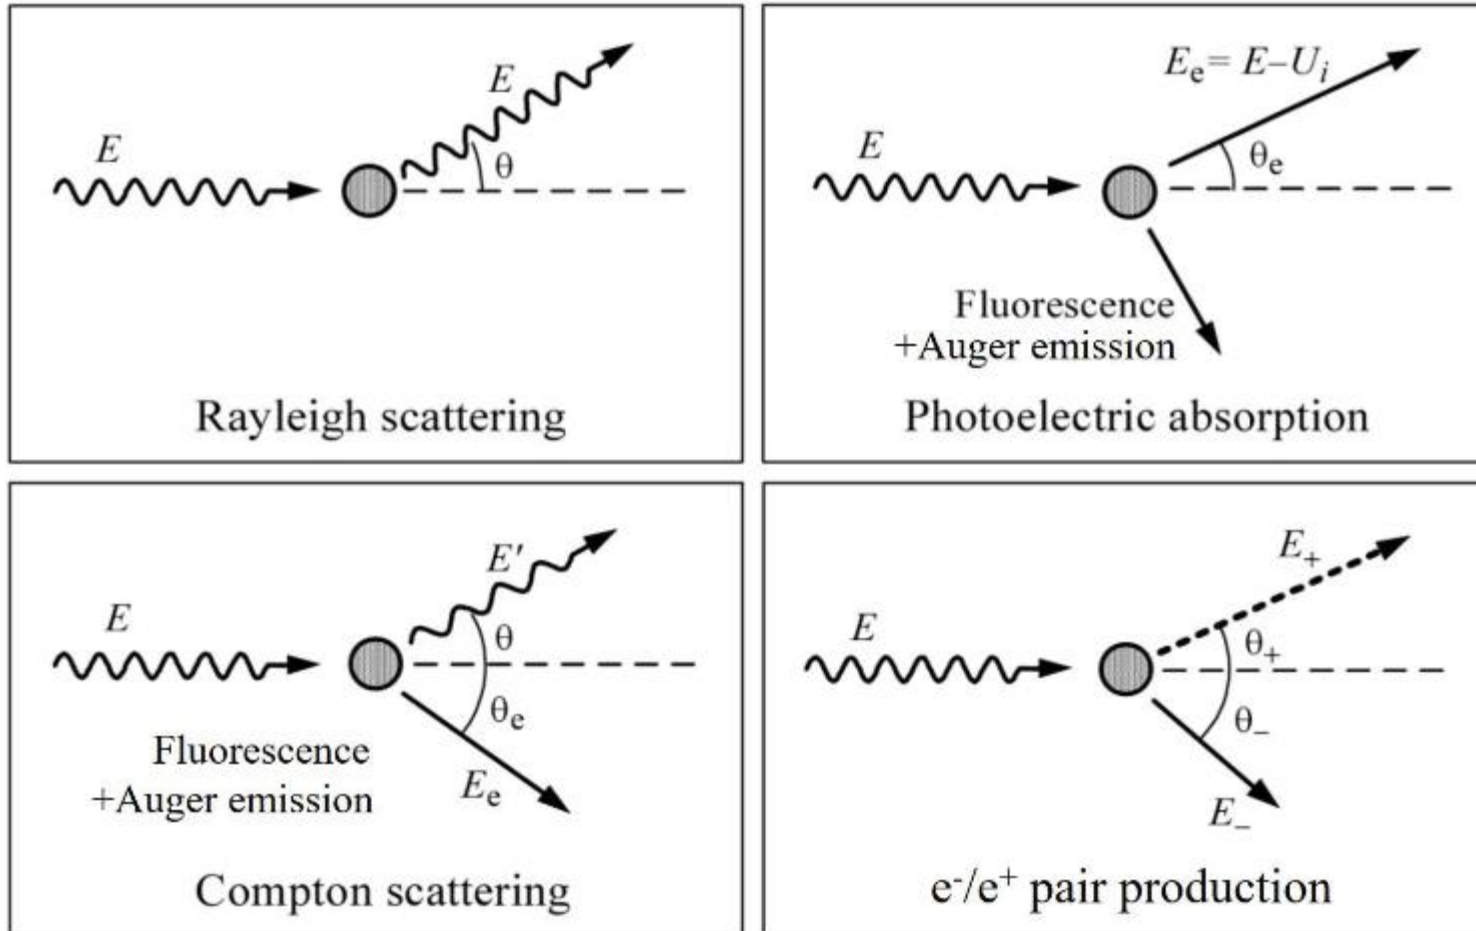 E
E
θ
Rayleigh scattering
Eₑ = E–Uᵢ
E
θₑ
Fluorescence
+Auger emission
Photoelectric absorption
E
E′
θ
θₑ
Fluorescence
+Auger emission
Eₑ
Compton scattering
E
E₊
θ₊
θ₋
E₋
e⁻/e⁺ pair production